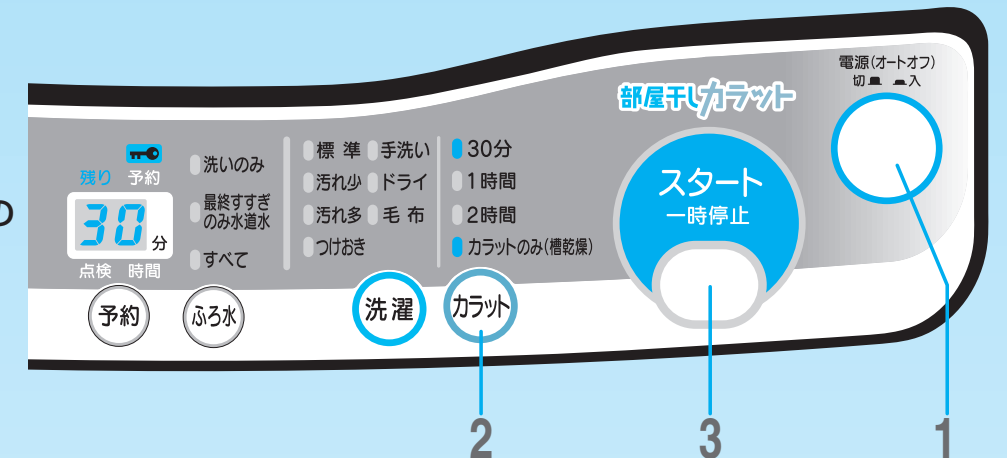 電源(オートオフ)
切 入
部屋干しカラット
の
残り 予約
30分
点検 時間
洗いのみ
最終すすぎ
のみ水道水
すべて
標準 手洗い
汚れ少 ドライ
汚れ多 毛布
つけおき
30分
1時間
2時間
カラットのみ(槽乾燥)
スタート
一時停止
予約
ふろ水
洗濯
カラット
2
3
1